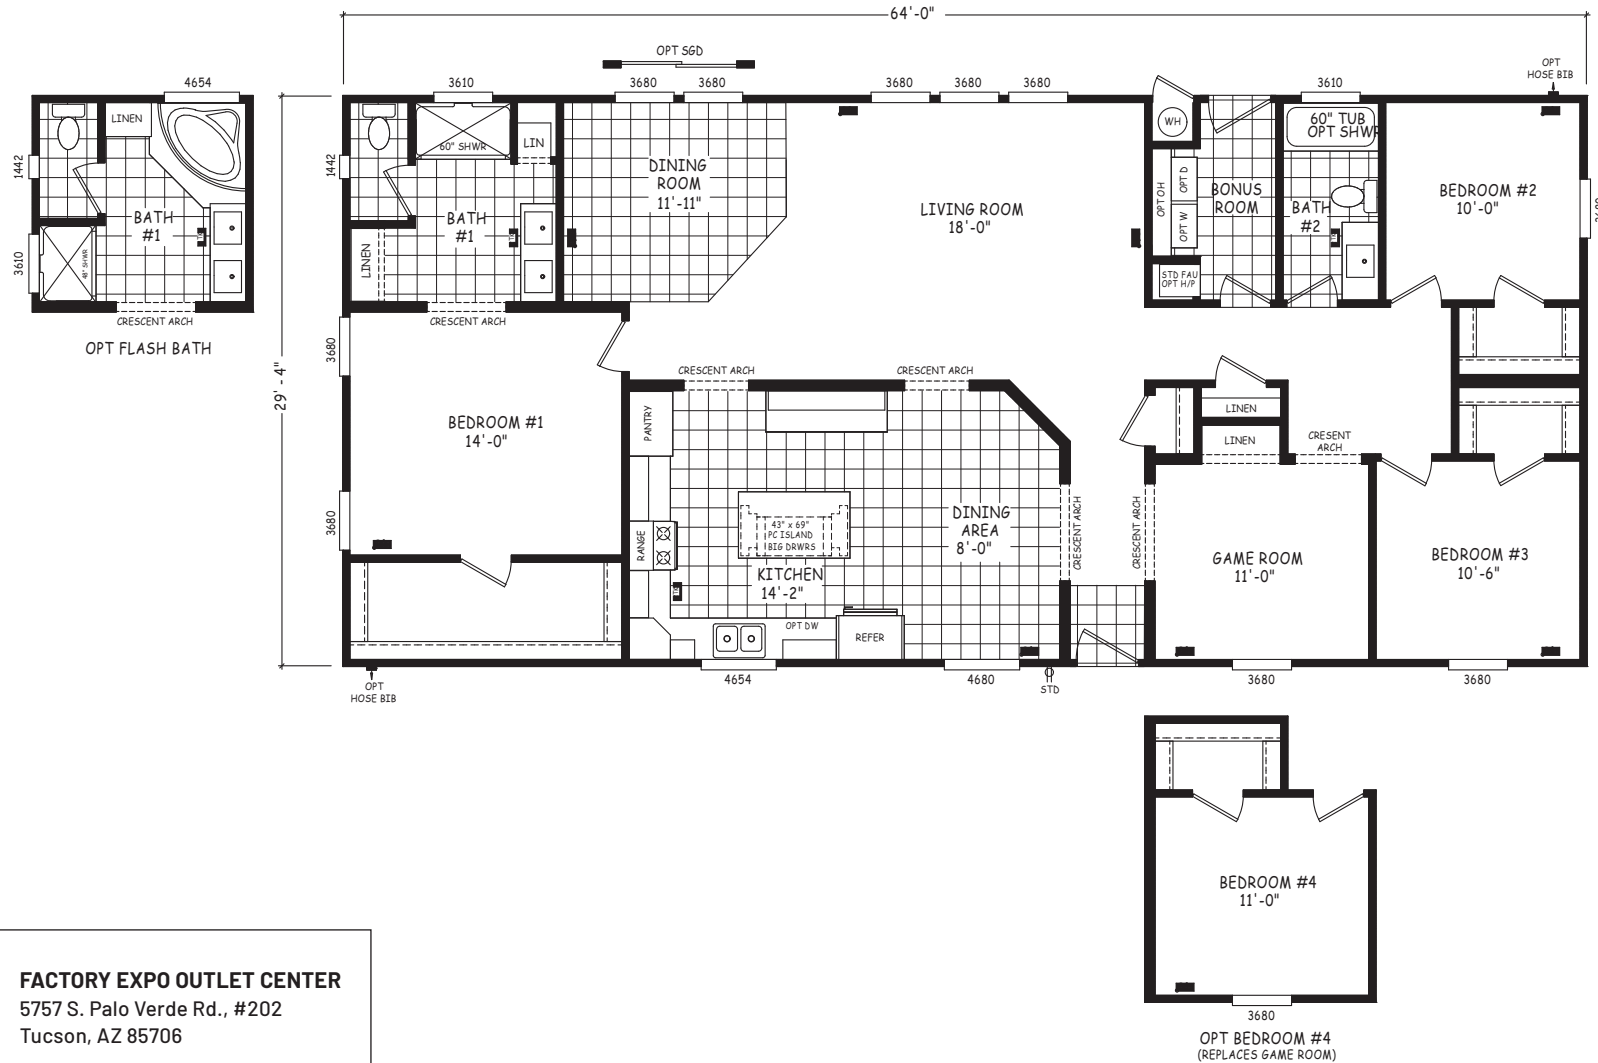 64'-0"
OPT SGD
4654
3610
3680
3680
3680
3680
3680
3610
OPT
HOSE BIB
LINEN
1442
3610
BATH
#1
48" SHWR
CRESCENT ARCH
OPT FLASH BATH
29'-4"
1442
60" SHWR
LIN
BATH
#1
LINEN
CRESCENT ARCH
DINING
ROOM
11'-11"
LIVING ROOM
18'-0"
WH
OPT OH
OPT D
OPT W
STD FAU
OPT H/P
BONUS
ROOM
60" TUB
OPT SHWR
BATH
#2
BEDROOM #2
10'-0"
3680
3680
BEDROOM #1
14'-0"
CRESCENT ARCH
CRESCENT ARCH
PANTRY
RANGE
43" x 69"
PC ISLAND
BIG DRWRS
KITCHEN
14'-2"
DINING
AREA
8'-0"
OPT DW
REFER
CRESCENT ARCH
CRESCENT ARCH
LINEN
LINEN
CRESENT
ARCH
GAME ROOM
11'-0"
BEDROOM #3
10'-6"
OPT
HOSE BIB
4654
4680
STD
3680
3680
BEDROOM #4
11'-0"
3680
OPT BEDROOM #4
(REPLACES GAME ROOM)
FACTORY EXPO OUTLET CENTER
5757 S. Palo Verde Rd., #202
Tucson, AZ 85706